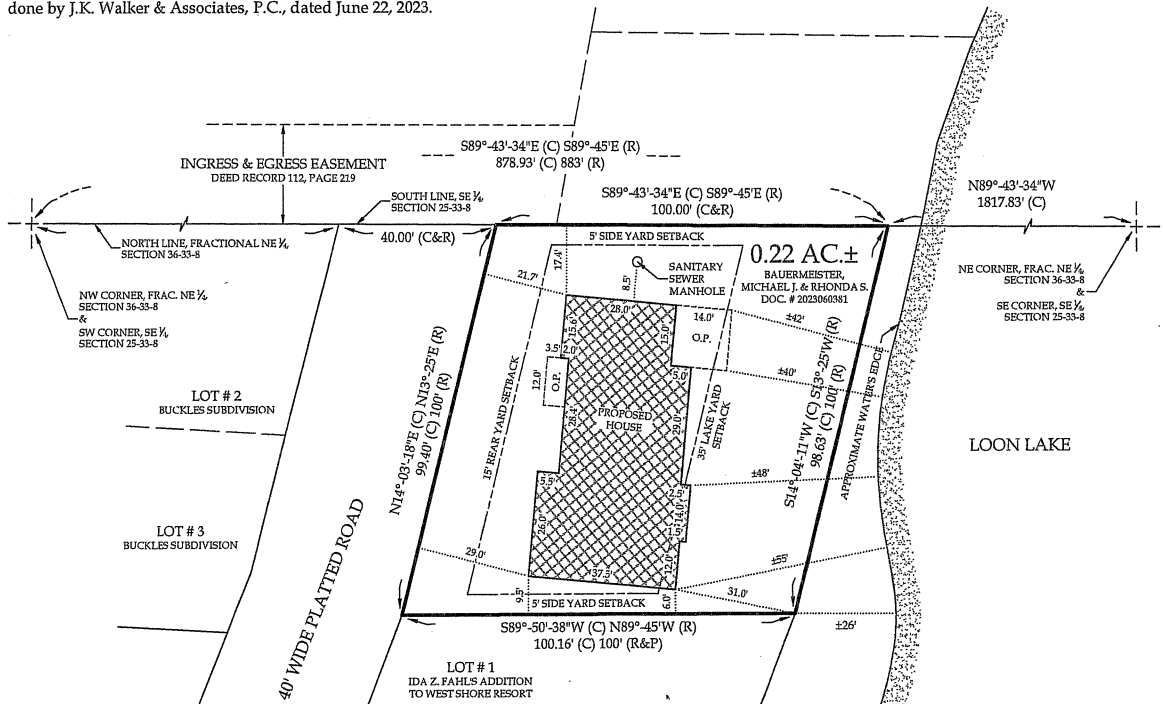 done by J.K. Walker & Associates, P.C., dated June 22, 2023.
S89°-43'-34"E (C) S89°-45'E (R)
878.93' (C) 883' (R)
INGRESS & EGRESS EASEMENT
DEED RECORD 112, PAGE 219
SOUTH LINE, SE ¼,
SECTION 25-33-8
S89°-43'-34"E (C) S89°-45'E (R)
100.00' (C&R)
N89°-43'-34"W
1817.83' (C)
40.00' (C&R)
NORTH LINE, FRACTIONAL NE ¼,
SECTION 36-33-8
5' SIDE YARD SETBACK
0.22 AC.±
BAUERMEISTER,
MICHAEL J. & RHONDA S.
DOC. # 2023060381
17.4'
21.7'
8.5'
SANITARY
SEWER
MANHOLE
NW CORNER, FRAC. NE ¼,
SECTION 36-33-8
&
SW CORNER, SE ¼,
SECTION 25-33-8
NE CORNER, FRAC. NE ¼,
SECTION 36-33-8
&
SE CORNER, SE ¼,
SECTION 25-33-8
28.0'
14.0'
O.P.
15.6'
15.0'
±42'
3.5'
2.0'
12.0'
O.P.
5.0'
±40'
LOT # 2
BUCKLES SUBDIVISION
N14°-03'-18"E (C) N13°-25'E (R)
99.40' (C) 100' (R)
15' REAR YARD SETBACK
28.4'
PROPOSED
HOUSE
29.0'
35' LAKE YARD
SETBACK
S14°-04'-11"W (C) S13°-25'W (R)
98.63' (C) 100' (R)
APPROXIMATE WATER'S EDGE
LOON LAKE
5.5'
±48'
2.5'
14.0'
1.5'
26.0'
LOT # 3
BUCKLES SUBDIVISION
40' WIDE PLATTED ROAD
29.0'
37.5'
12.0'
±55'
31.0'
9.5'
5' SIDE YARD SETBACK
6.0'
±26'
S89°-50'-38"W (C) N89°-45'W (R)
100.16' (C) 100' (R&P)
LOT # 1
IDA Z. FAHL'S ADDITION
TO WEST SHORE RESORT